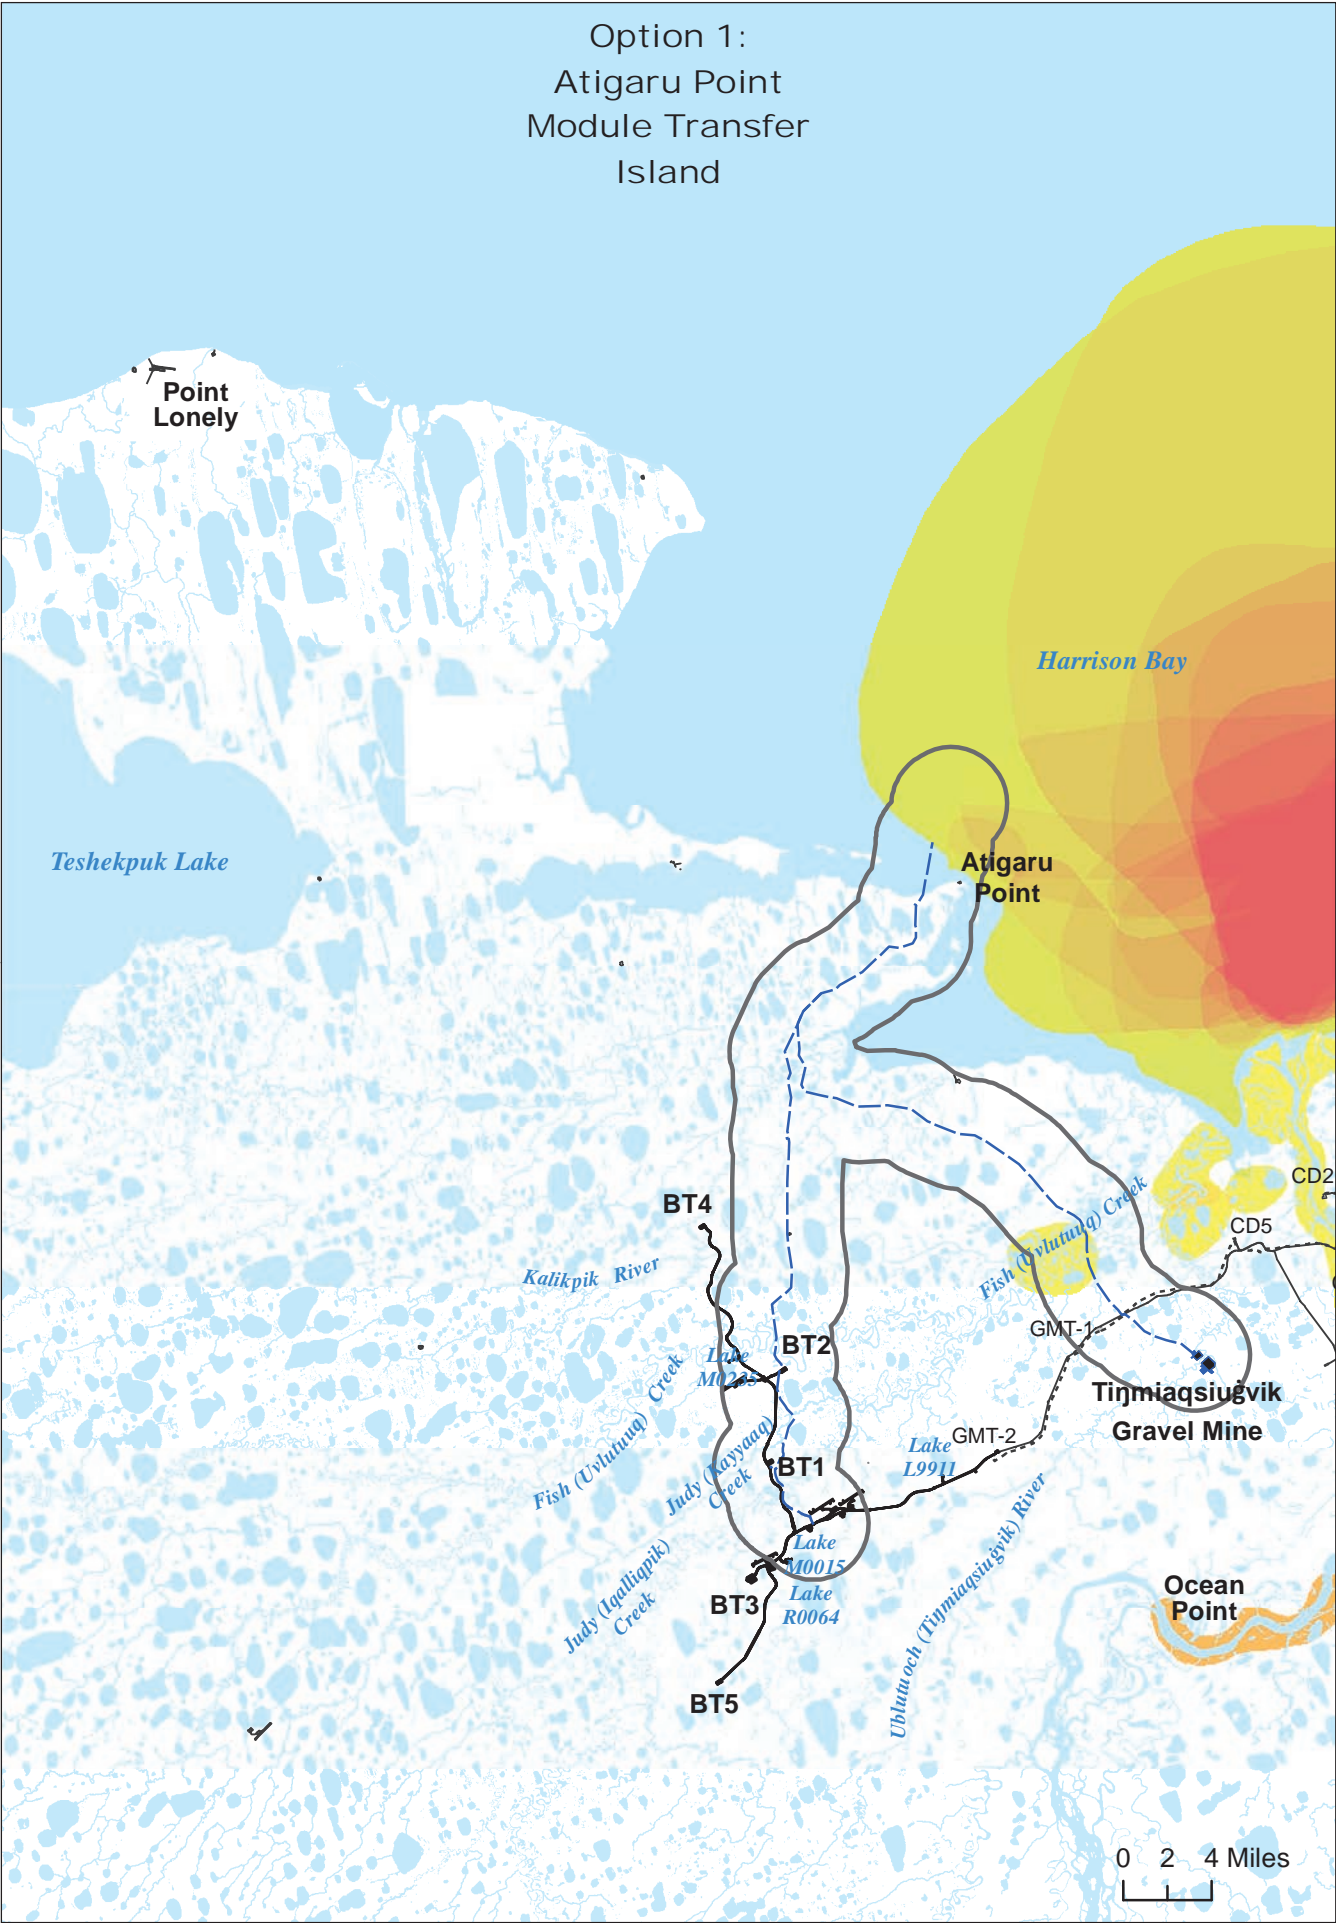 Option 1:
Atigaru Point
Module Transfer
Island
Point
Lonely
Harrison Bay
Teshekpuk Lake
Atigaru
Point
CD2
BT4
CD5
Fish (Uvlutuuq) Creek
Kalikpik River
GMT-1
BT2
Lake
M0235
Tiŋmiaqsiuġvik
Gravel Mine
Fish (Uvlutuuq) Creek
Judy (Kayyaaq)
Creek
GMT-2
Lake
L9911
BT1
Lake
M0015
Judy (Iqalliqpik)
Creek
BT3
Lake
R0064
Ublutuoch (Tiŋmiaqsiuġvik) River
Ocean
Point
BT5
0 2 4 Miles